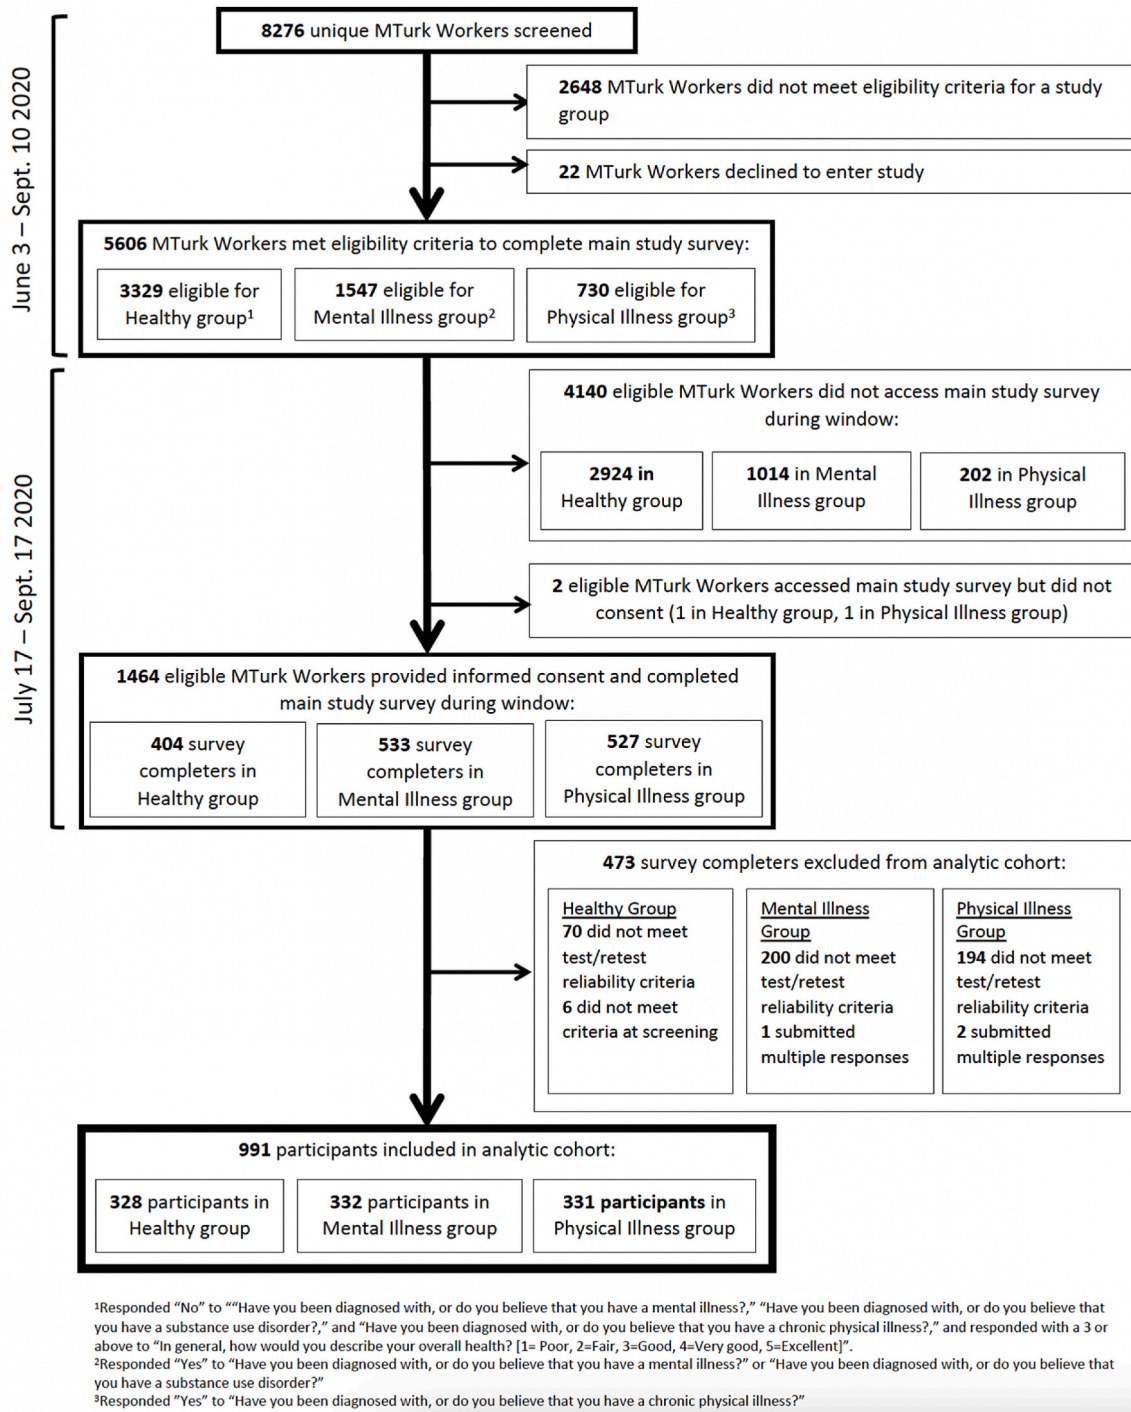 8276 unique MTurk Workers screened
2648 MTurk Workers did not meet eligibility criteria for a study
group
22 MTurk Workers declined to enter study
June 3 – Sept. 10 2020
5606 MTurk Workers met eligibility criteria to complete main study survey:
3329 eligible for
Healthy group¹
1547 eligible for
Mental Illness group²
730 eligible for
Physical Illness group³
4140 eligible MTurk Workers did not access main study survey
during window:
2924 in
Healthy group
1014 in Mental
Illness group
202 in Physical
Illness group
July 17 – Sept. 17 2020
2 eligible MTurk Workers accessed main study survey but did not
consent (1 in Healthy group, 1 in Physical Illness group)
1464 eligible MTurk Workers provided informed consent and completed
main study survey during window:
404 survey
completers in
Healthy group
533 survey
completers in
Mental Illness group
527 survey
completers in
Physical Illness group
473 survey completers excluded from analytic cohort:
Healthy Group
70 did not meet
test/retest
reliability criteria
6 did not meet
criteria at screening
Mental Illness
Group
200 did not meet
test/retest
reliability criteria
1 submitted
multiple responses
Physical Illness
Group
194 did not meet
test/retest
reliability criteria
2 submitted
multiple responses
991 participants included in analytic cohort:
328 participants in
Healthy group
332 participants in
Mental Illness group
331 participants in
Physical Illness group
¹Responded “No” to ““Have you been diagnosed with, or do you believe that you have a mental illness?,” “Have you been diagnosed with, or do you believe that
you have a substance use disorder?,” and “Have you been diagnosed with, or do you believe that you have a chronic physical illness?,” and responded with a 3 or
above to “In general, how would you describe your overall health? [1= Poor, 2=Fair, 3=Good, 4=Very good, 5=Excellent]”.
²Responded “Yes” to “Have you been diagnosed with, or do you believe that you have a mental illness?” or “Have you been diagnosed with, or do you believe that
you have a substance use disorder?”
³Responded ”Yes” to “Have you been diagnosed with, or do you believe that you have a chronic physical illness?”